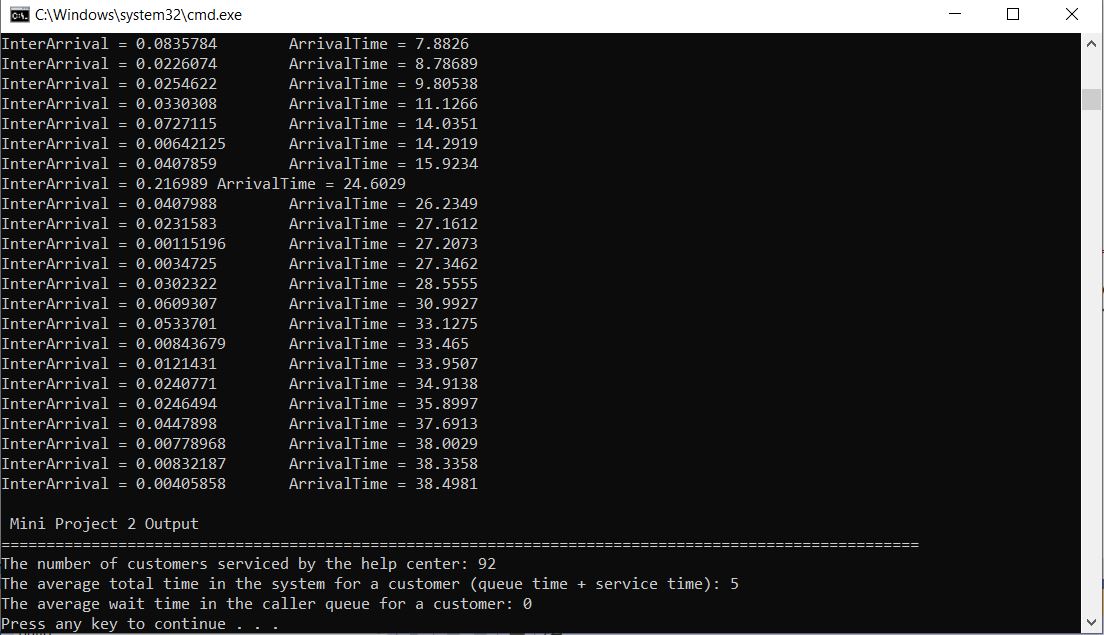 C:\Windows\system32\cmd.exe
InterArrival = 0.0835784 ArrivalTime = 7.8826
InterArrival = 0.0226074 ArrivalTime = 8.78689
InterArrival = 0.0254622 ArrivalTime = 9.80538
InterArrival = 0.0330308 ArrivalTime = 11.1266
InterArrival = 0.0727115 ArrivalTime = 14.0351
InterArrival = 0.00642125 ArrivalTime = 14.2919
InterArrival = 0.0407859 ArrivalTime = 15.9234
InterArrival = 0.216989 ArrivalTime = 24.6029
InterArrival = 0.0407988 ArrivalTime = 26.2349
InterArrival = 0.0231583 ArrivalTime = 27.1612
InterArrival = 0.00115196 ArrivalTime = 27.2073
InterArrival = 0.0034725 ArrivalTime = 27.3462
InterArrival = 0.0302322 ArrivalTime = 28.5555
InterArrival = 0.0609307 ArrivalTime = 30.9927
InterArrival = 0.0533701 ArrivalTime = 33.1275
InterArrival = 0.00843679 ArrivalTime = 33.465
InterArrival = 0.0121431 ArrivalTime = 33.9507
InterArrival = 0.0240771 ArrivalTime = 34.9138
InterArrival = 0.0246494 ArrivalTime = 35.8997
InterArrival = 0.0447898 ArrivalTime = 37.6913
InterArrival = 0.00778968 ArrivalTime = 38.0029
InterArrival = 0.00832187 ArrivalTime = 38.3358
InterArrival = 0.00405858 ArrivalTime = 38.4981
Mini Project 2 Output
======================================================================================================
The number of customers serviced by the help center: 92
The average total time in the system for a customer (queue time + service time): 5
The average wait time in the caller queue for a customer: 0
Press any key to continue . . .